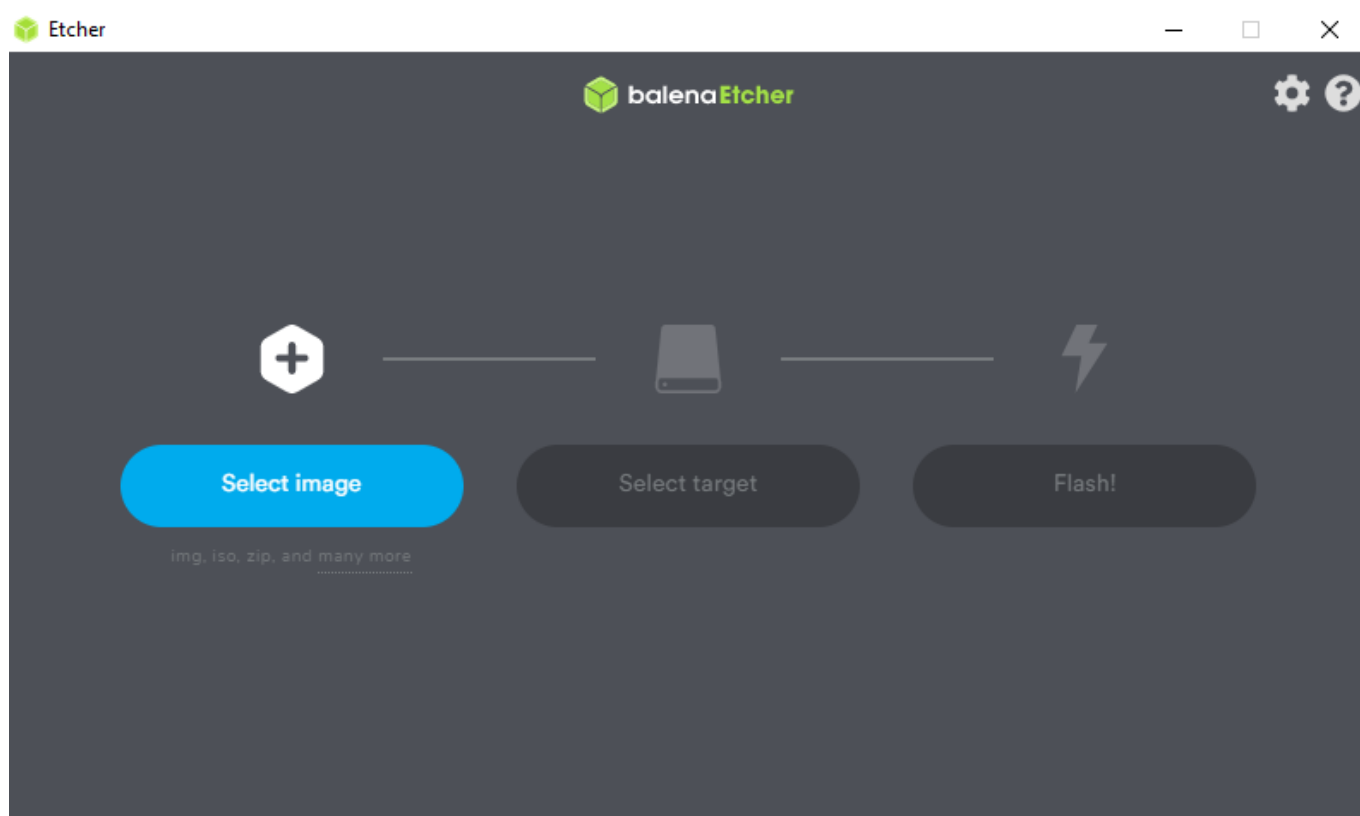 Etcher
balenaEtcher
Select image
Select target
Flash!
img, iso, zip, and many more